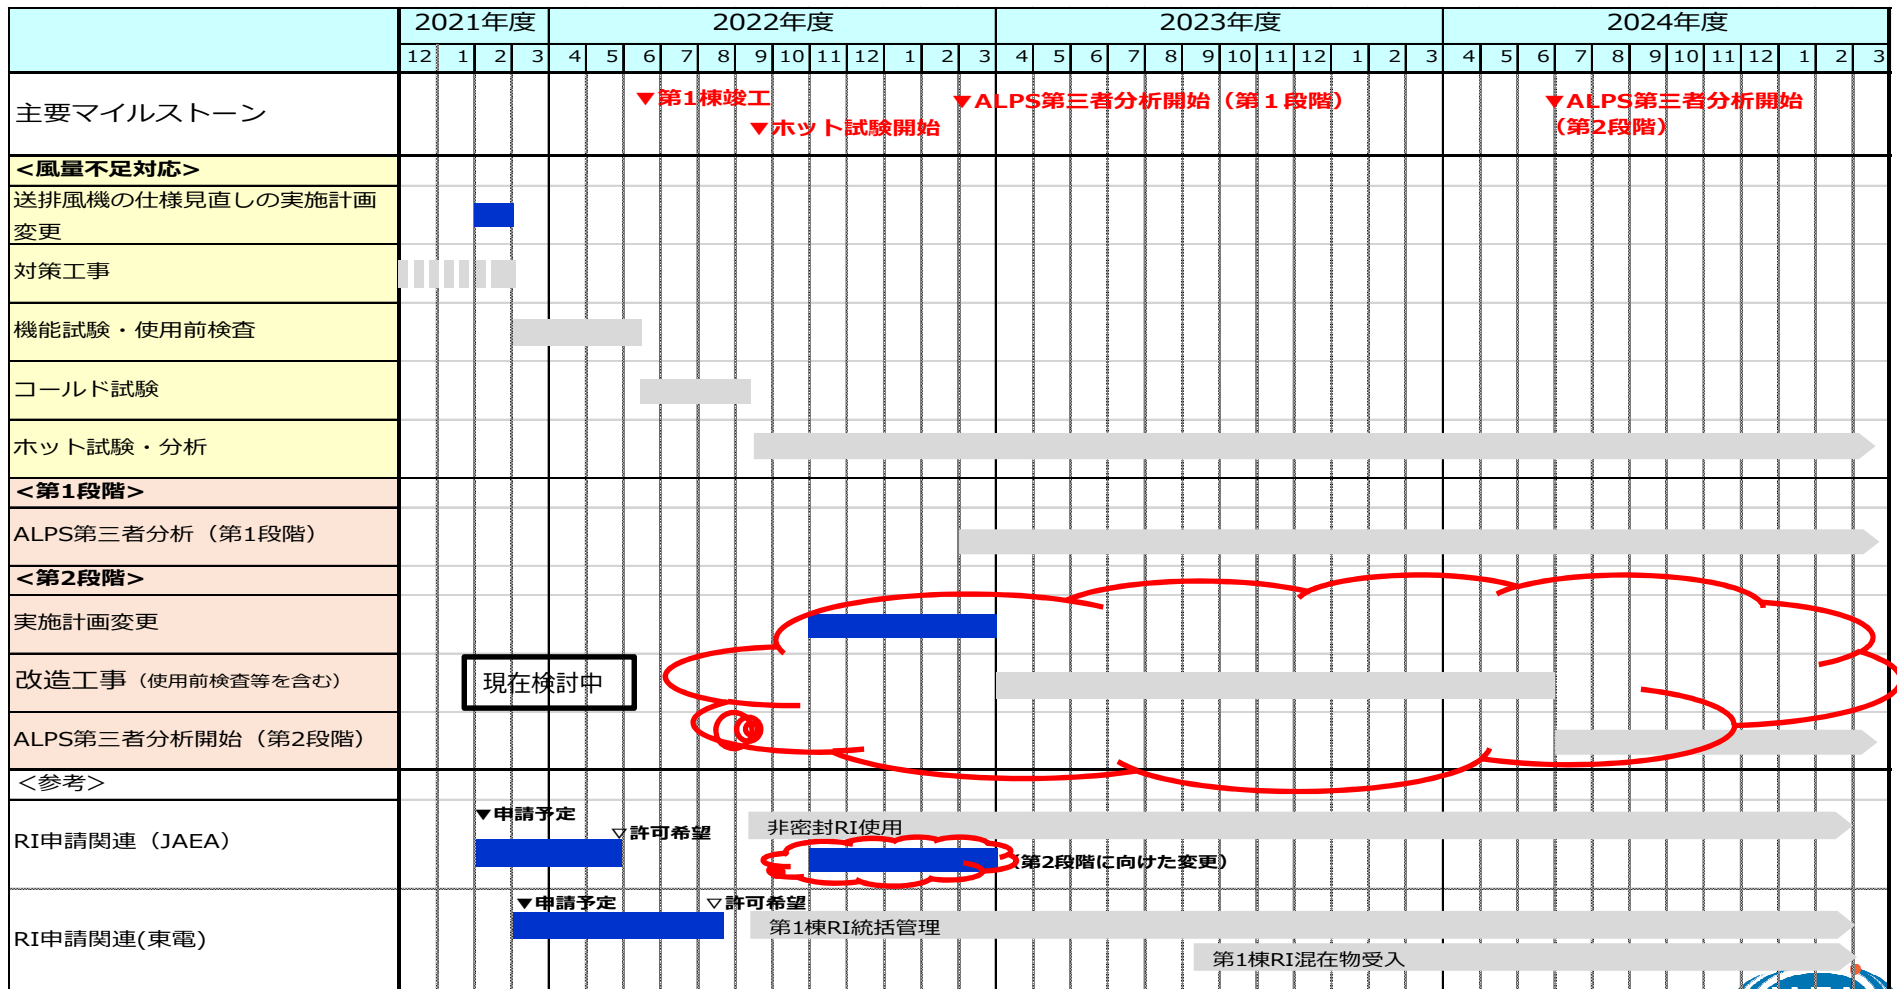 2021年度 2022年度 2023年度 2024年度
12 1 2 3 4 5 6 7 8 9 10 11 12 1 2 3 4 5 6 7 8 9 10 11 12 1 2 3 4 5 6 7 8 9 10 11 12 1 2 3
主要マイルストーン
▼第1棟竣工
▼ホット試験開始
▼ALPS第三者分析開始（第１段階）
▼ALPS第三者分析開始
（第2段階）
<風量不足対応>
送排風機の仕様見直しの実施計画
変更
対策工事
機能試験・使用前検査
コールド試験
ホット試験・分析
<第1段階>
ALPS第三者分析（第1段階）
<第2段階>
実施計画変更
改造工事（使用前検査等を含む）
現在検討中
ALPS第三者分析開始（第2段階）
<参考>
RI申請関連（JAEA）
▼申請予定
▽許可希望
非密封RI使用
（第2段階に向けた変更）
RI申請関連(東電)
▼申請予定
▽許可希望
第1棟RI統括管理
第1棟RI混在物受入